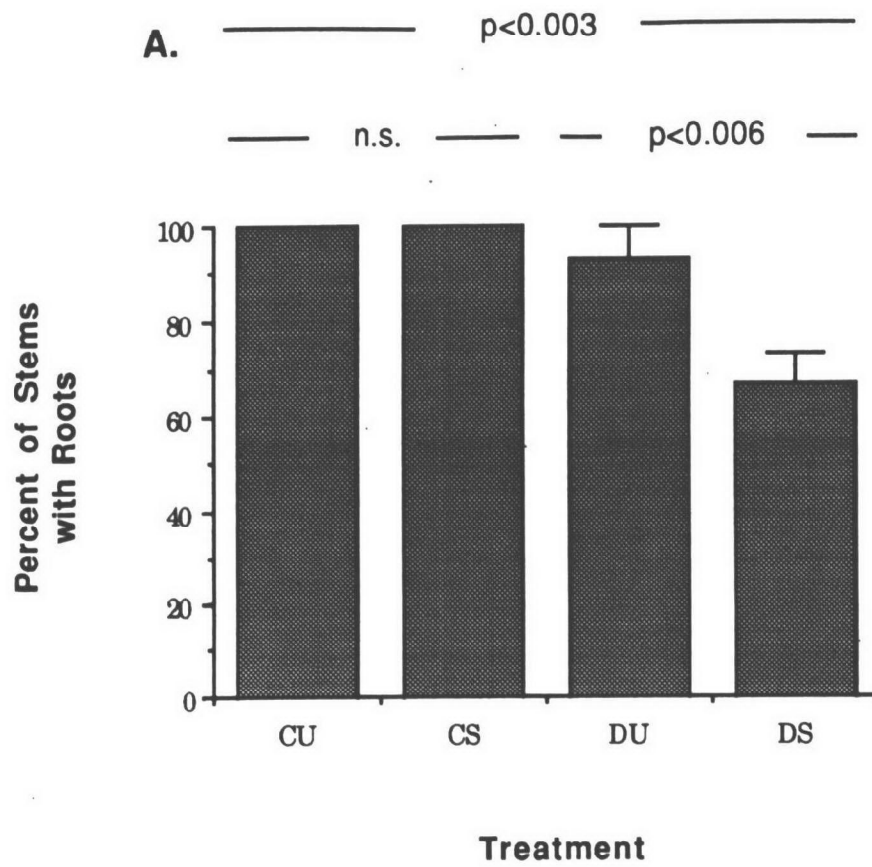 A.
p<0.003
n.s. p<0.006
Percent of Stems
with Roots
100
80
60
40
20
0
CU CS DU DS
Treatment